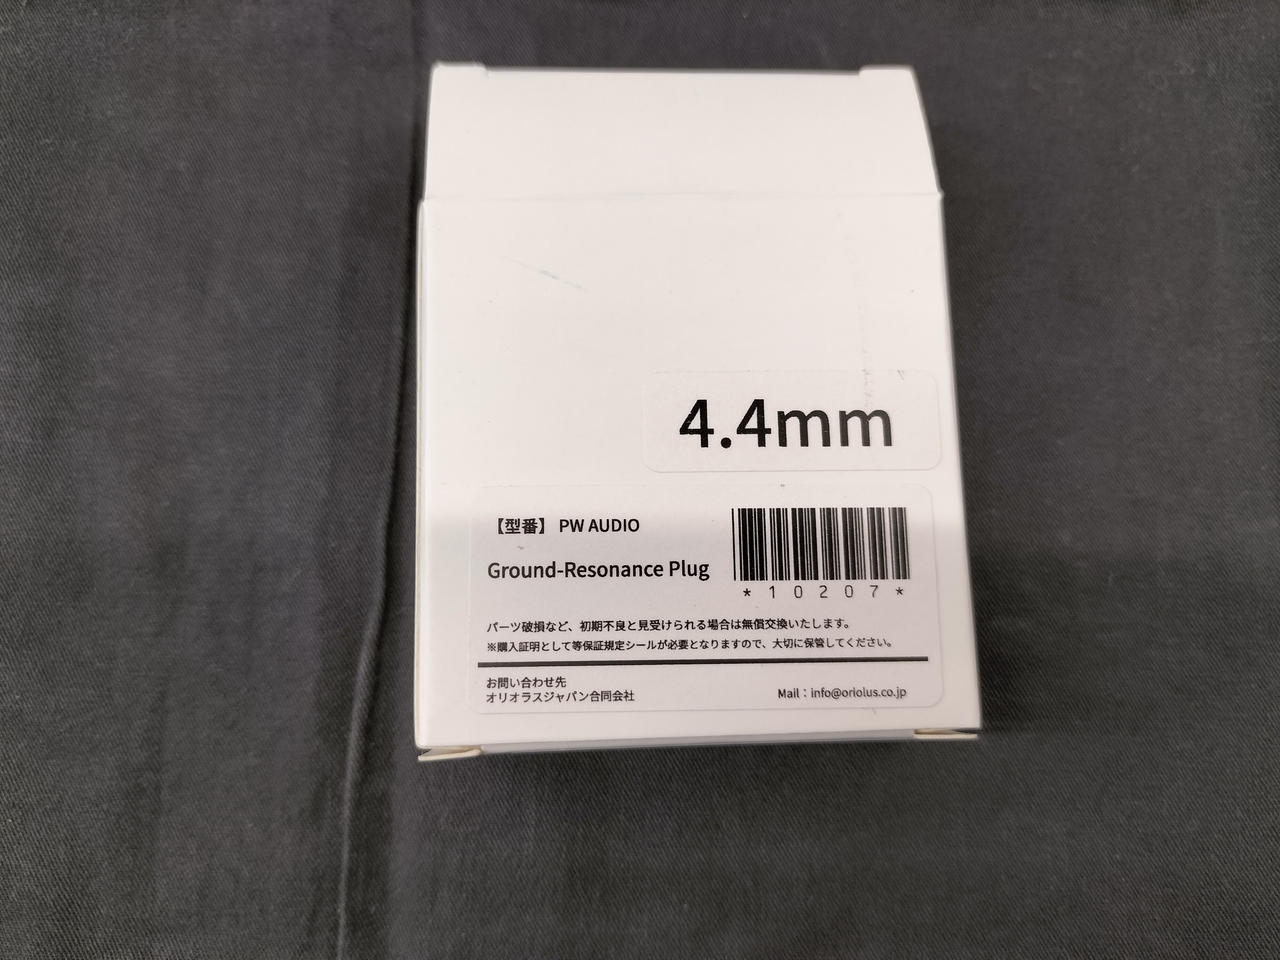 4.4mm
【型番】 PW AUDIO
Ground-Resonance Plug
*10207*
パーツ破損など、初期不良と見受けられる場合は無償交換いたします。
※購入証明として等保証規定シールが必要となりますので、大切に保管してください。
お問い合わせ先
オリオラスジャパン合同会社
Mail：info@oriolus.co.jp